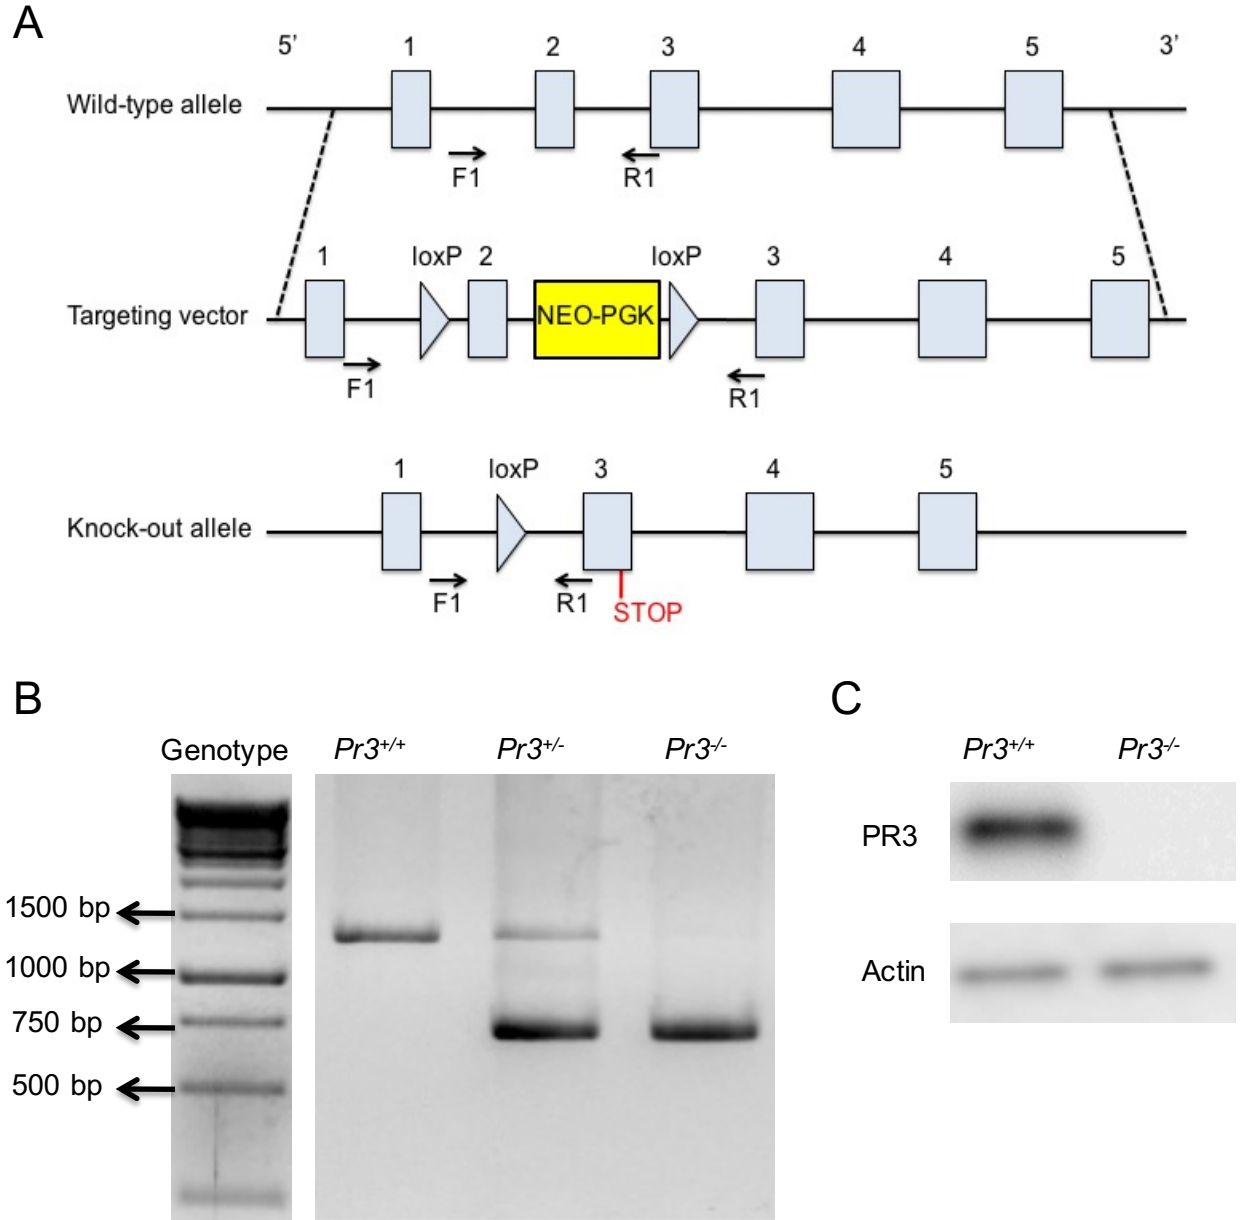 A
5' 1 2 3 4 5 3'
Wild-type allele
F1 R1
1 loxP 2 loxP 3 4 5
Targeting vector NEO-PGK
F1 R1
1 loxP 3 4 5
Knock-out allele
F1 R1 STOP
B
Genotype Pr3+/+ Pr3+/- Pr3-/-
1500 bp
1000 bp
750 bp
500 bp
C
Pr3+/+ Pr3-/-
PR3
Actin